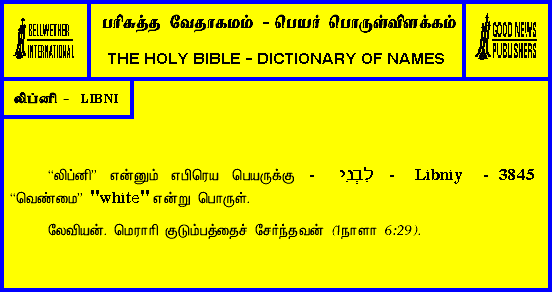 BELLWETHER
INTERNATIONAL
பரிசுத்த வேதாகமம் - பெயர் பொருள்விளக்கம்
THE HOLY BIBLE - DICTIONARY OF NAMES
GOOD NEWS
PUBLISHERS
லிப்னி - LIBNI
“லிப்னி” என்னும் எபிரெய பெயருக்கு - לִבְנִי - Libniy - 3845
“வெண்மை” "white" என்று பொருள்.
லேவியன். மெராரி குடும்பத்தைச் சேர்ந்தவன் (1நாளா 6:29).